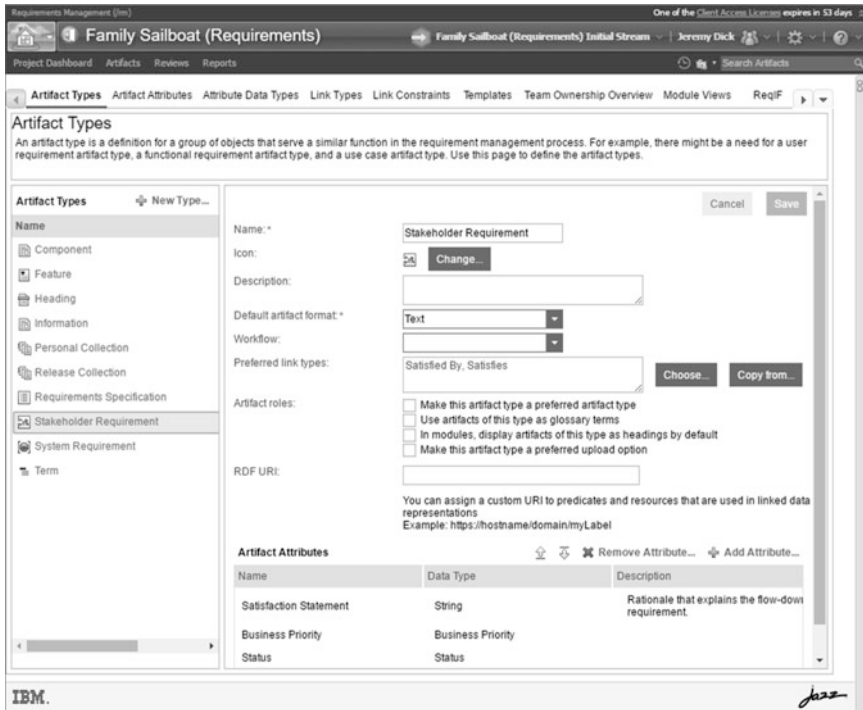 Requirements Management (/rm)
One of the Client Access Licenses expires in 53 days
Family Sailboat (Requirements)
Family Sailboat (Requirements) Initial Stream
Jeremy Dick
Project Dashboard Artifacts Reviews Reports
Search Artifacts
Artifact Types Artifact Attributes Attribute Data Types Link Types Link Constraints Templates Team Ownership Overview Module Views ReqIF
Artifact Types
An artifact type is a definition for a group of objects that serve a similar function in the requirement management process. For example, there might be a need for a user
requirement artifact type, a functional requirement artifact type, and a use case artifact type. Use this page to define the artifact types.
Artifact Types New Type...
Name
Component
Feature
Heading
Information
Personal Collection
Release Collection
Requirements Specification
Stakeholder Requirement
System Requirement
Term
Cancel Save
Name:* Stakeholder Requirement
Icon: Change...
Description:
Default artifact format:* Text
Workflow:
Preferred link types: Satisfied By, Satisfies Choose... Copy from...
Artifact roles: Make this artifact type a preferred artifact type
Use artifacts of this type as glossary terms
In modules, display artifacts of this type as headings by default
Make this artifact type a preferred upload option
RDF URI:
You can assign a custom URI to predicates and resources that are used in linked data
representations
Example: https://hostname/domain/myLabel
Artifact Attributes Remove Attribute... Add Attribute...
Name Data Type Description
Satisfaction Statement String Rationale that explains the flow-down
requirement.
Business Priority Business Priority
Status Status
IBM. jazz